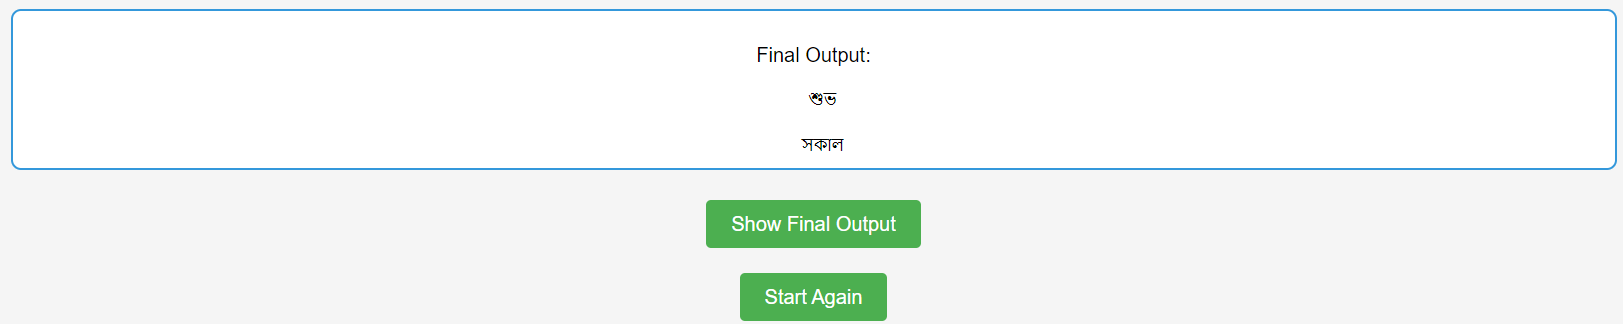 Final Output:
শুভ
সকাল
Show Final Output
Start Again